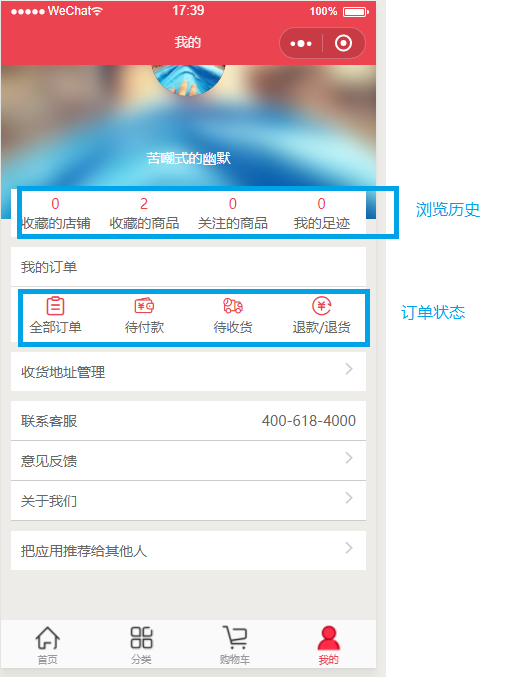 ●●●●● WeChat 17:39 100%
我的
苦嘲式的幽默
0 2 0 0
收藏的店铺 收藏的商品 关注的商品 我的足迹
浏览历史
我的订单
全部订单 待付款 待收货 退款/退货
订单状态
收货地址管理
联系客服 400-618-4000
意见反馈
关于我们
把应用推荐给其他人
首页 分类 购物车 我的